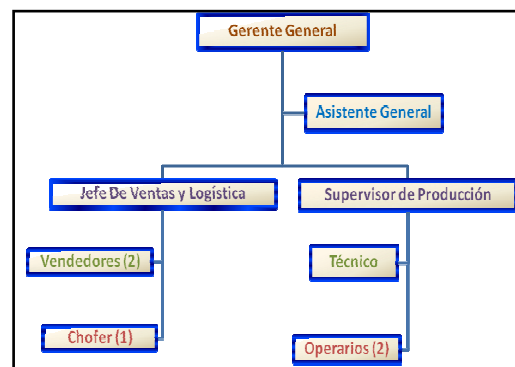 Gerente General
Asistente General
Jefe De Ventas y Logística
Supervisor de Producción
Vendedores (2)
Técnico
Chofer (1)
Operarios (2)